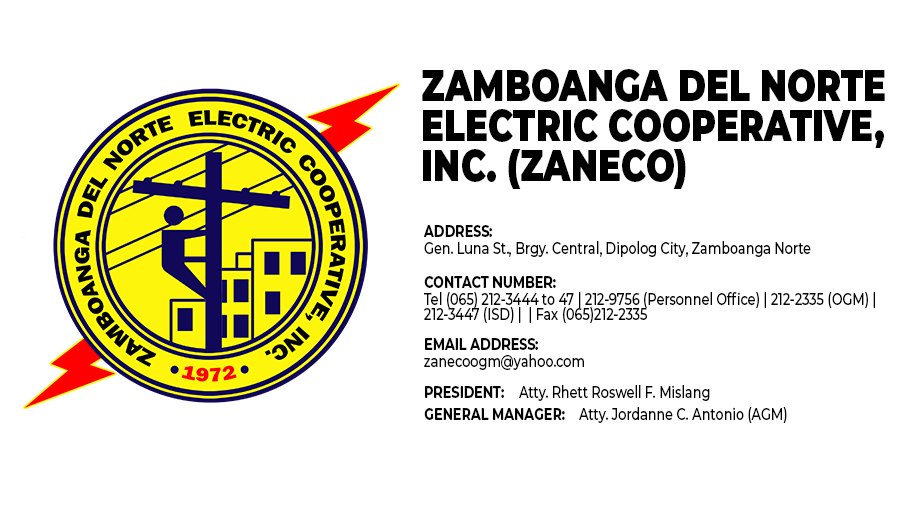 ZAMBOANGA DEL NORTE ELECTRIC COOPERATIVE, INC.
• 1972 •
ZAMBOANGA DEL NORTE
ELECTRIC COOPERATIVE,
INC. (ZANECO)
ADDRESS:
Gen. Luna St., Brgy. Central, Dipolog City, Zamboanga Norte
CONTACT NUMBER:
Tel (065) 212-3444 to 47 | 212-9756 (Personnel Office) | 212-2335 (OGM) |
212-3447 (ISD) | | Fax (065)212-2335
EMAIL ADDRESS:
zanecoogm@yahoo.com
PRESIDENT: Atty. Rhett Roswell F. Mislang
GENERAL MANAGER: Atty. Jordanne C. Antonio (AGM)